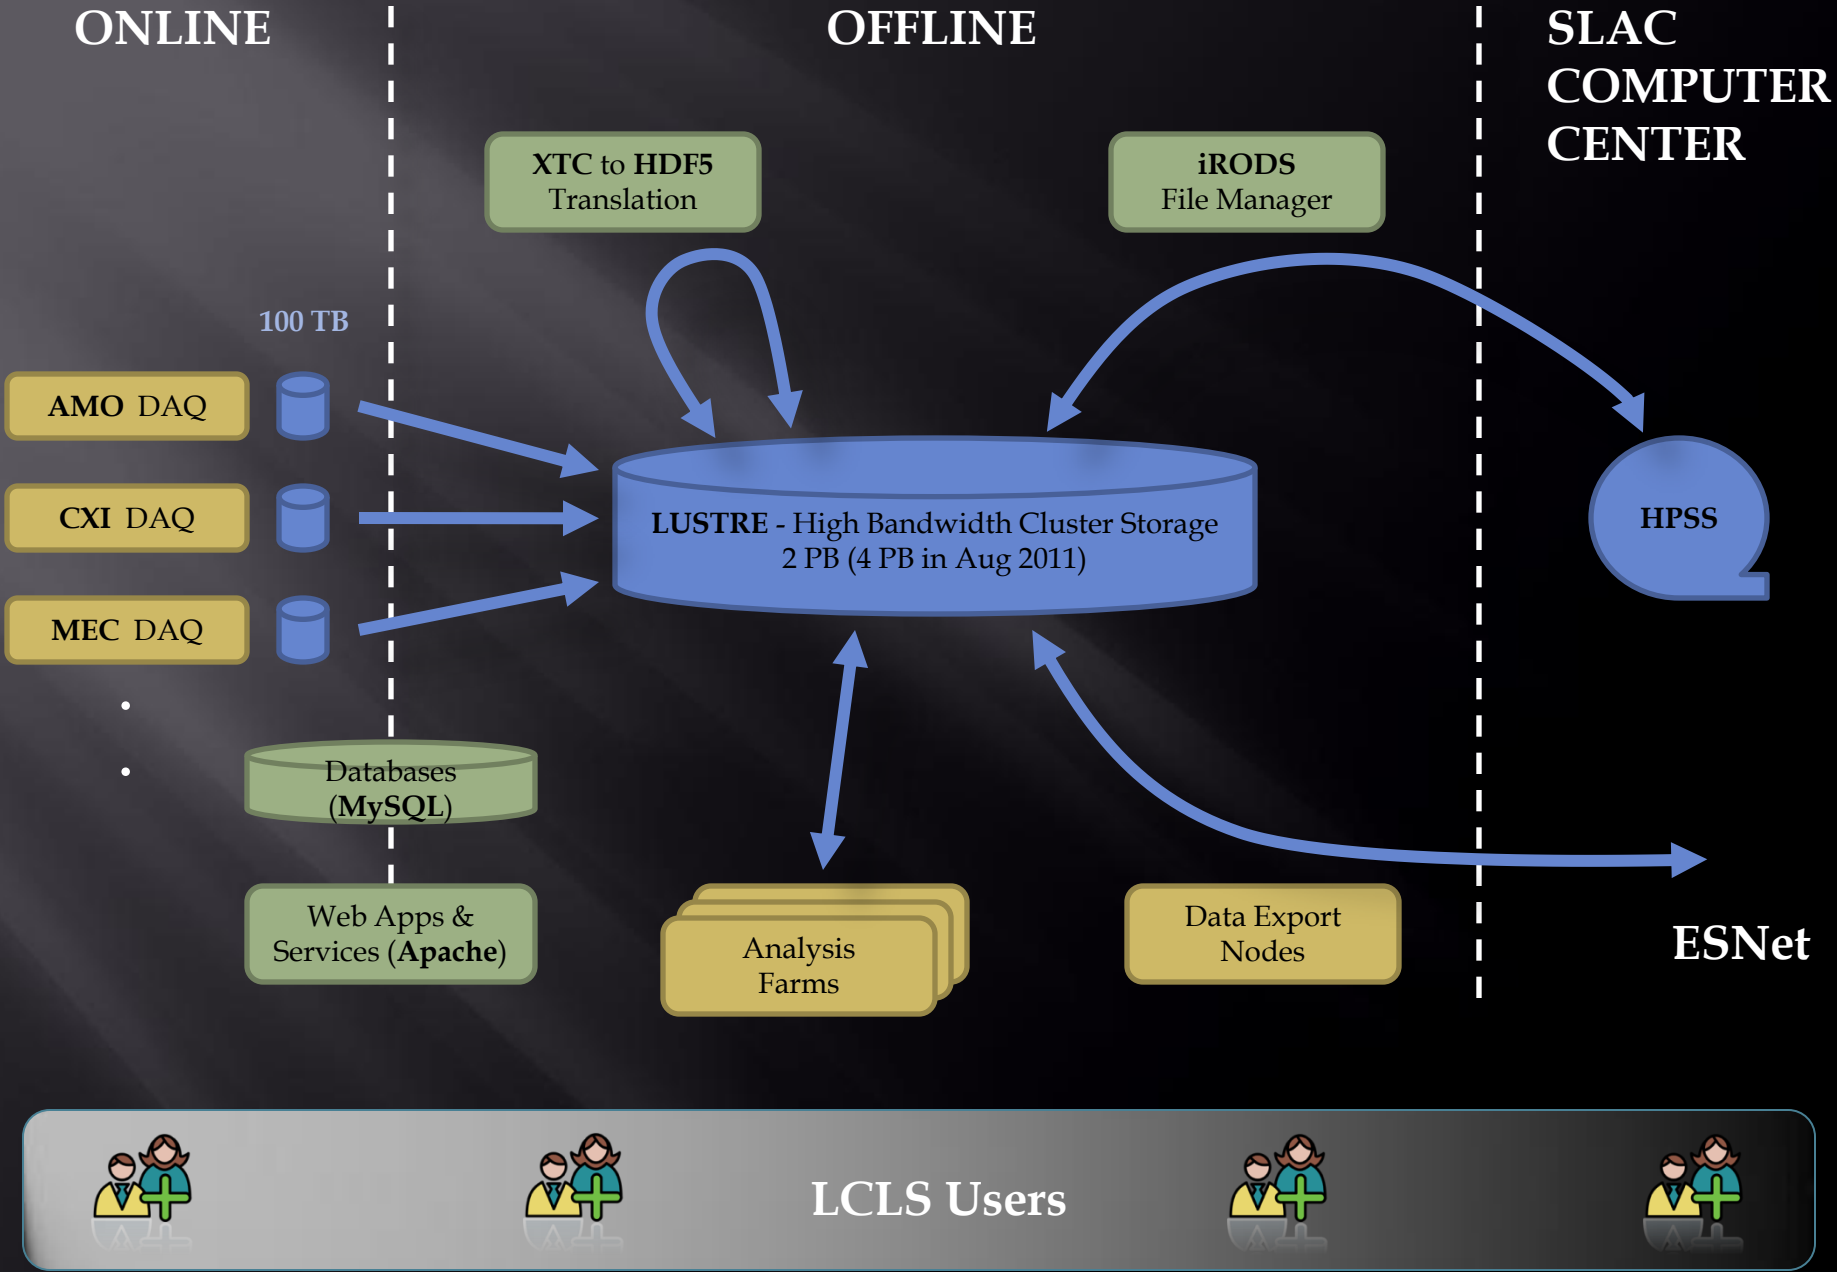 ONLINE
OFFLINE
SLAC
COMPUTER
CENTER
XTC to HDF5
Translation
iRODS
File Manager
100 TB
AMO DAQ
CXI DAQ
MEC DAQ
LUSTRE - High Bandwidth Cluster Storage
2 PB (4 PB in Aug 2011)
HPSS
Databases
(MySQL)
Web Apps &
Services (Apache)
Analysis
Farms
Data Export
Nodes
ESNet
LCLS Users